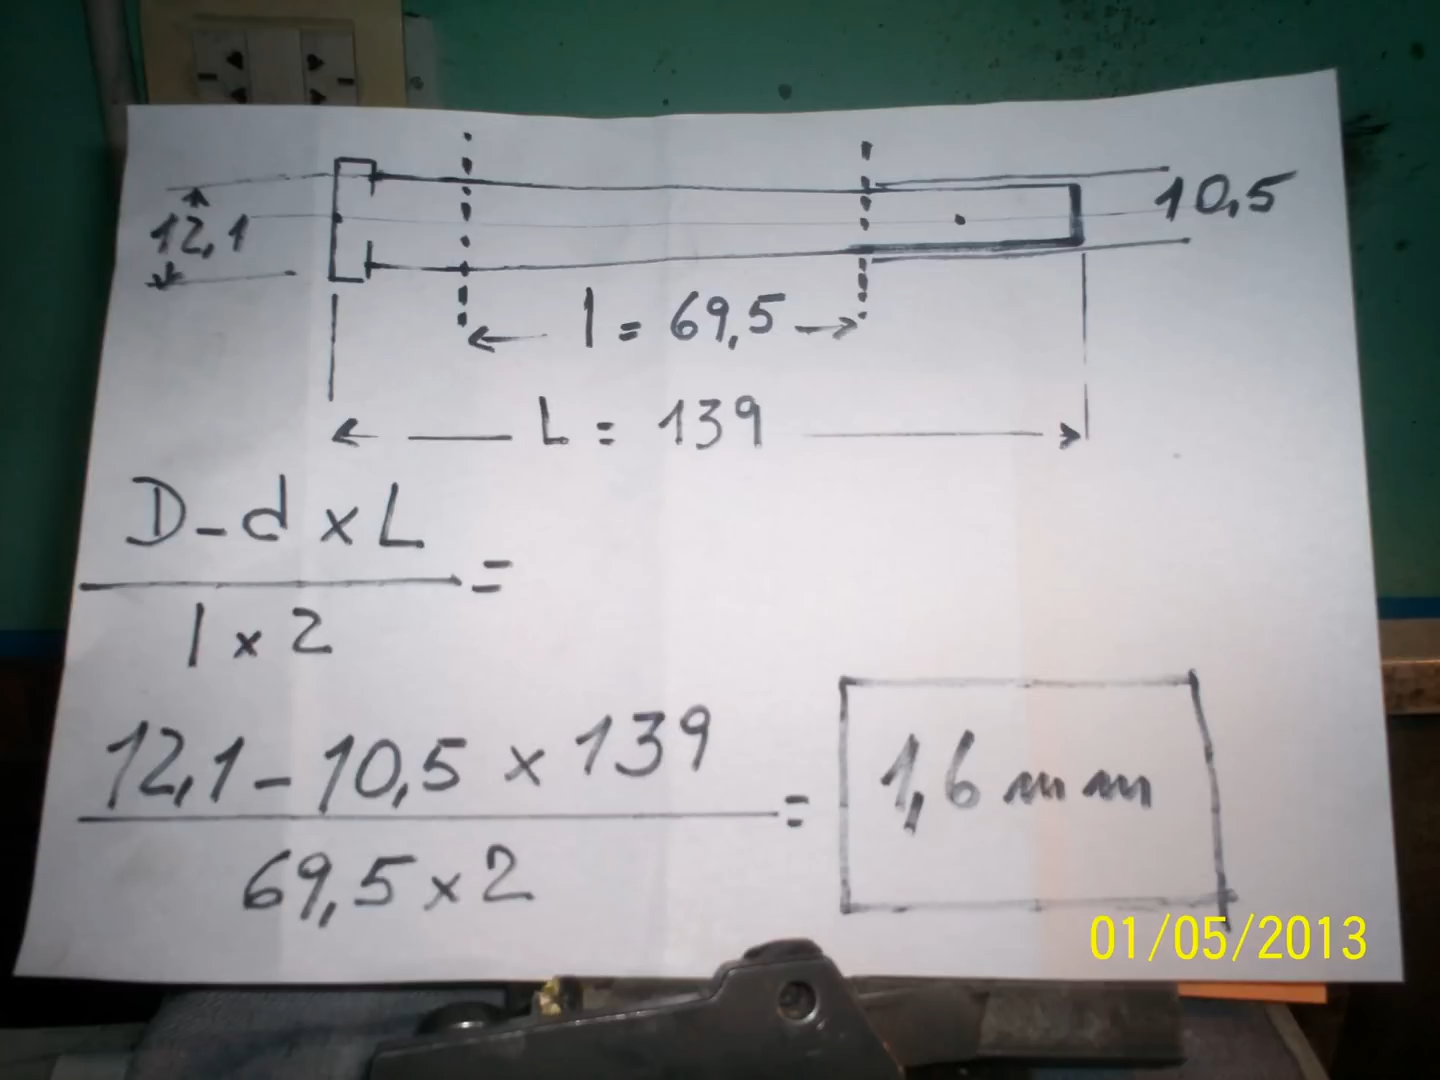 12,1
10,5
l = 69,5
L = 139
D - d x L
l x 2
=
12,1 - 10,5 x 139
69,5 x 2
=
1,6 mm
01/05/2013